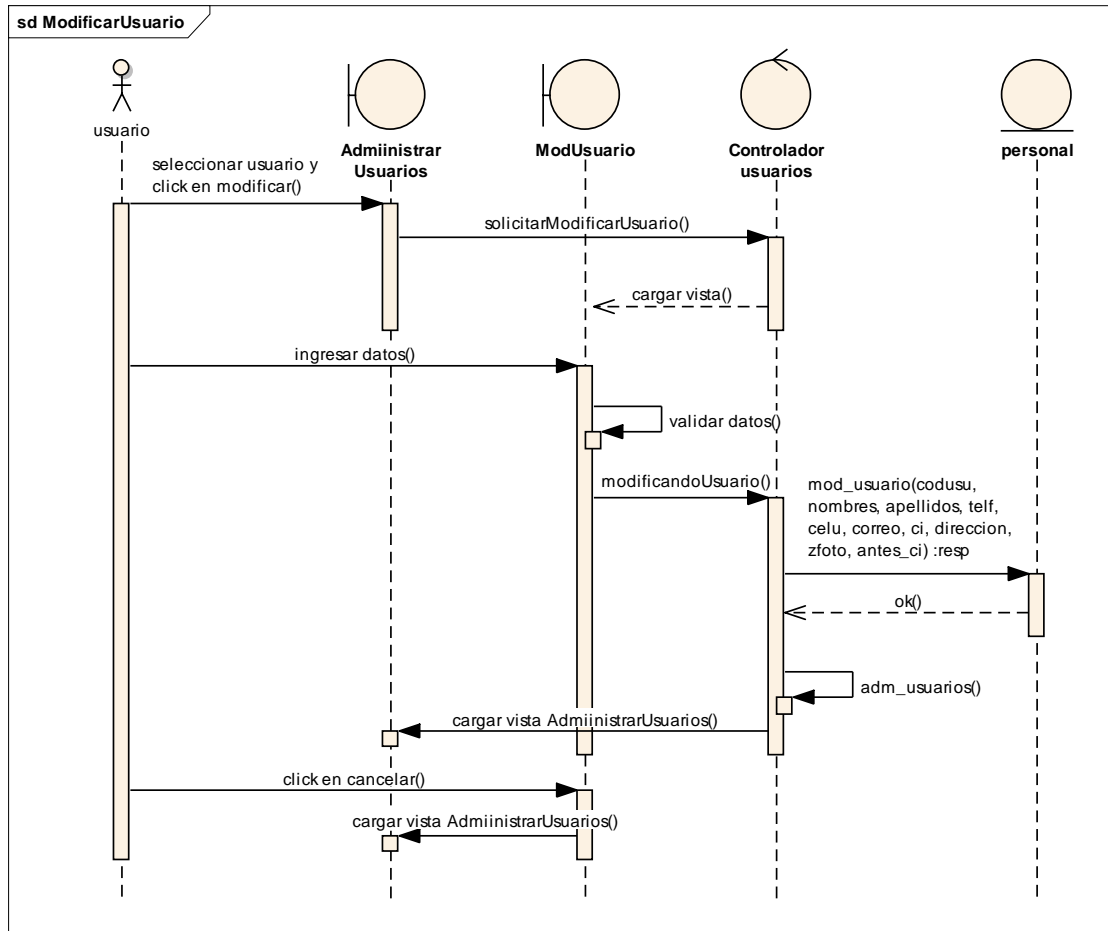 sd ModificarUsuario
usuario
Admiinistrar
Usuarios
ModUsuario
Controlador
usuarios
personal
seleccionar usuario y
click en modificar()
solicitarModificarUsuario()
cargar vista()
ingresar datos()
validar datos()
modificandoUsuario()
mod_usuario(codusu,
nombres, apellidos, telf,
celu, correo, ci, direccion,
zfoto, antes_ci) :resp
ok()
adm_usuarios()
cargar vista AdmiinistrarUsuarios()
click en cancelar()
cargar vista AdmiinistrarUsuarios()